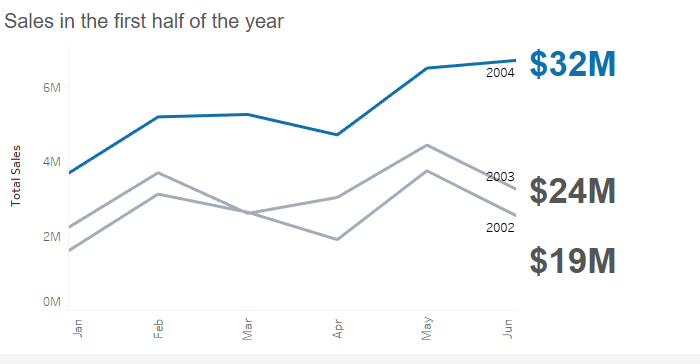 Sales in the first half of the year
$32M
2004
6M
4M
Total Sales
2003
$24M
2002
2M
$19M
0M
Jan
Feb
Mar
Apr
May
Jun